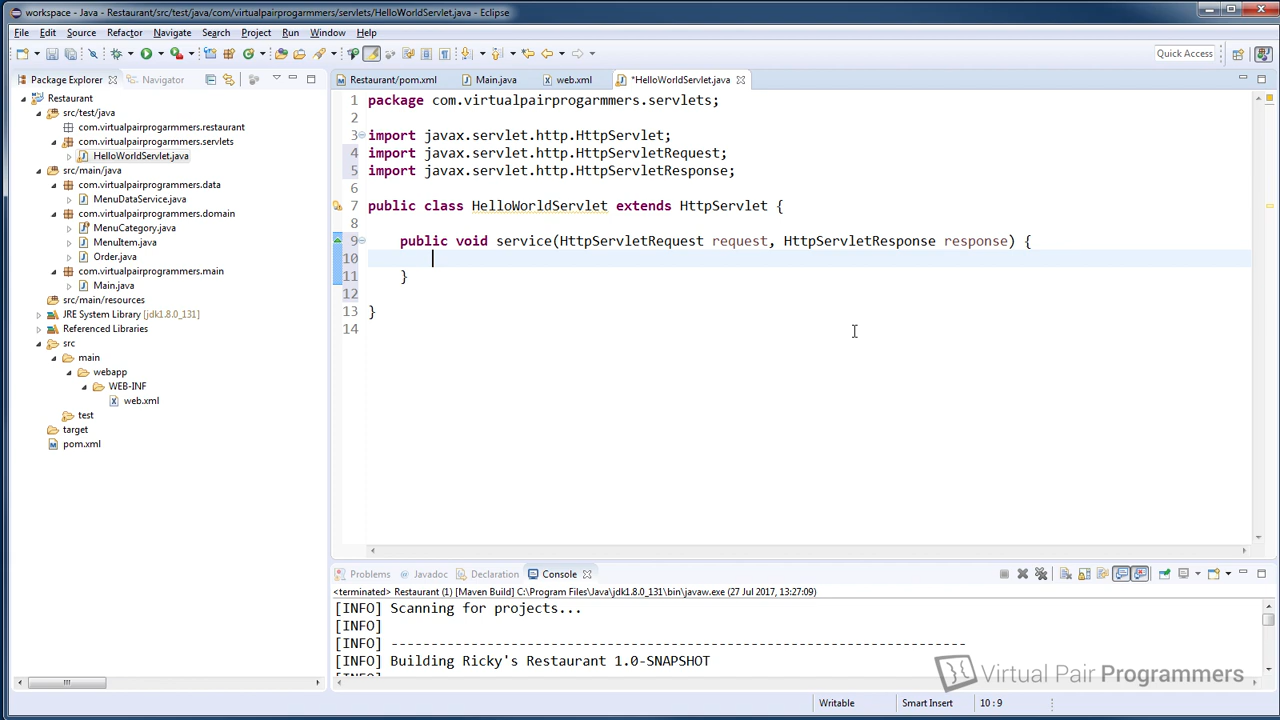 workspace - Java - Restaurant/src/test/java/com/virtualpairprogarmmers/servlets/HelloWorldServlet.java - Eclipse
File Edit Source Refactor Navigate Search Project Run Window Help
Quick Access
Package Explorer
Navigator
Restaurant/pom.xml
Main.java
web.xml
*HelloWorldServlet.java
Restaurant
src/test/java
com.virtualpairprogarmmers.restaurant
com.virtualpairprogarmmers.servlets
HelloWorldServlet.java
src/main/java
com.virtualpairprogrammers.data
MenuDataService.java
com.virtualpairprogrammers.domain
MenuCategory.java
MenuItem.java
Order.java
com.virtualpairprogrammers.main
Main.java
src/main/resources
JRE System Library [jdk1.8.0_131]
Referenced Libraries
src
main
webapp
WEB-INF
web.xml
test
target
pom.xml
1 package com.virtualpairprogarmmers.servlets;
2
3 import javax.servlet.http.HttpServlet;
4 import javax.servlet.http.HttpServletRequest;
5 import javax.servlet.http.HttpServletResponse;
6
7 public class HelloWorldServlet extends HttpServlet {
8
9 public void service(HttpServletRequest request, HttpServletResponse response) {
10
11 }
12
13 }
14
Problems
Javadoc
Declaration
Console
<terminated> Restaurant (1) [Maven Build] C:\Program Files\Java\jdk1.8.0_131\bin\javaw.exe (27 Jul 2017, 13:27:09)
[INFO] Scanning for projects...
[INFO]
[INFO] ------------------------------------------------------------------------
[INFO] Building Ricky's Restaurant 1.0-SNAPSHOT
Virtual Pair Programmers
Writable
Smart Insert
10 : 9